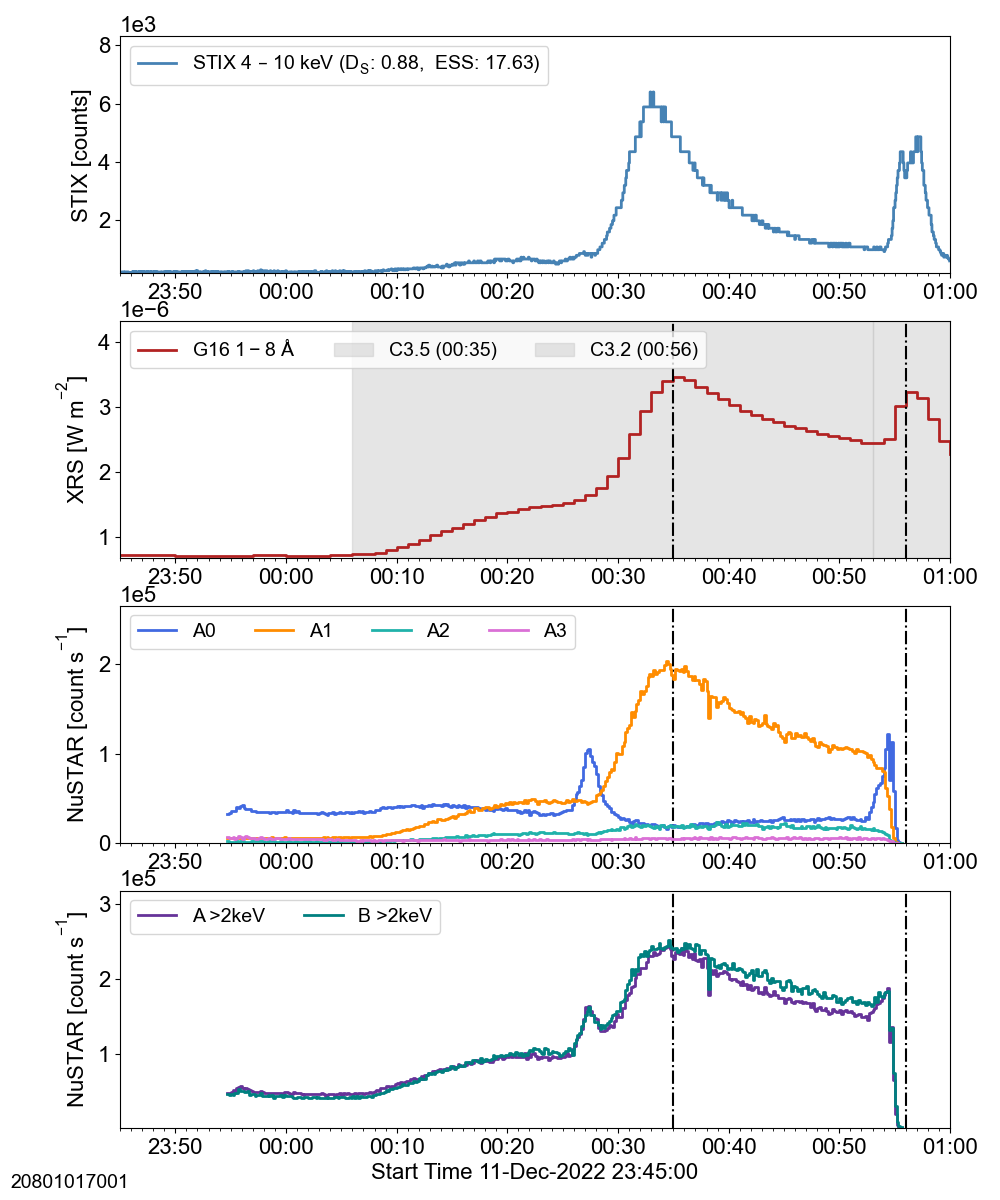 1e3
STIX 4 – 10 keV (D_S: 0.88,  ESS: 17.63)
STIX [counts]
8
6
4
2
23:50 00:00 00:10 00:20 00:30 00:40 00:50 01:00
1e−6
G16 1 – 8 Å C3.5 (00:35) C3.2 (00:56)
XRS [W m⁻²]
4
3
2
1
23:50 00:00 00:10 00:20 00:30 00:40 00:50 01:00
1e5
A0 A1 A2 A3
NuSTAR [count s⁻¹]
2
1
0
23:50 00:00 00:10 00:20 00:30 00:40 00:50 01:00
1e5
A >2keV B >2keV
NuSTAR [count s⁻¹]
3
2
1
23:50 00:00 00:10 00:20 00:30 00:40 00:50 01:00
Start Time 11-Dec-2022 23:45:00
20801017001